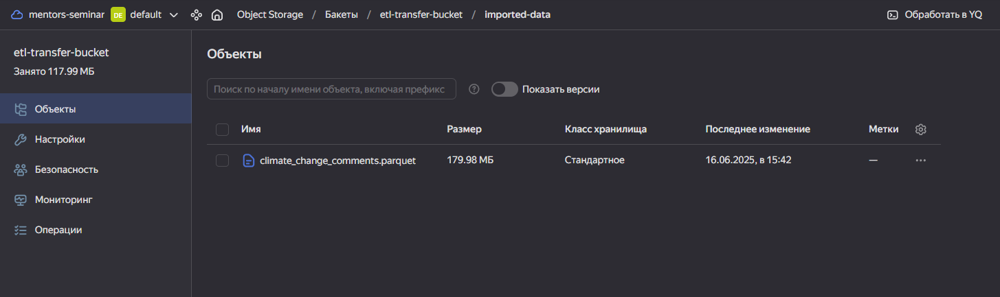 mentors-seminar DE default Object Storage / Бакеты / etl-transfer-bucket / imported-data Обработать в YQ
etl-transfer-bucket
Занято 117.99 МБ
Объекты
Настройки
Безопасность
Мониторинг
Операции
Объекты
Поиск по началу имени объекта, включая префикс ? Показать версии
Имя Размер Класс хранилища Последнее изменение Метки
climate_change_comments.parquet 179.98 МБ Стандартное 16.06.2025, в 15:42 —